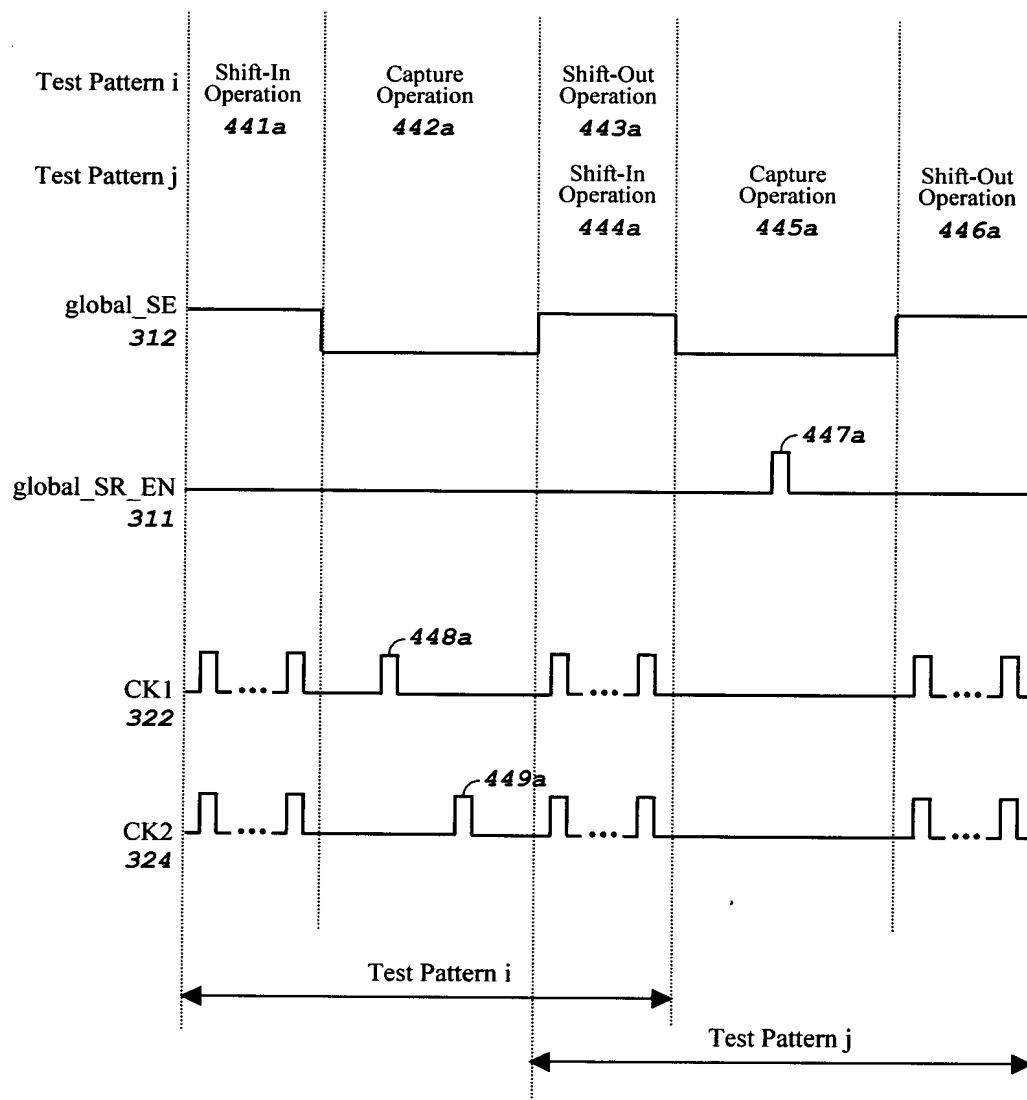 Test Pattern i
Shift-In
Operation
441a
Capture
Operation
442a
Shift-Out
Operation
443a
Test Pattern j
Shift-In
Operation
444a
Capture
Operation
445a
Shift-Out
Operation
446a
global_SE
312
447a
global_SR_EN
311
448a
CK1
322
449a
CK2
324
Test Pattern i
Test Pattern j